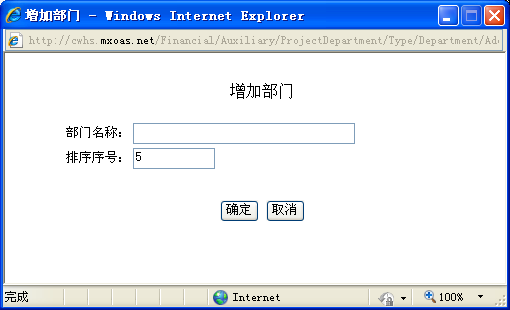 增加部门 - Windows Internet Explorer
http://cwhs.mxoas.net/Financial/Auxiliary/ProjectDepartment/Type/Department/Ad
增加部门
部门名称:
排序序号: 5
确定 取消
完成 Internet 100%